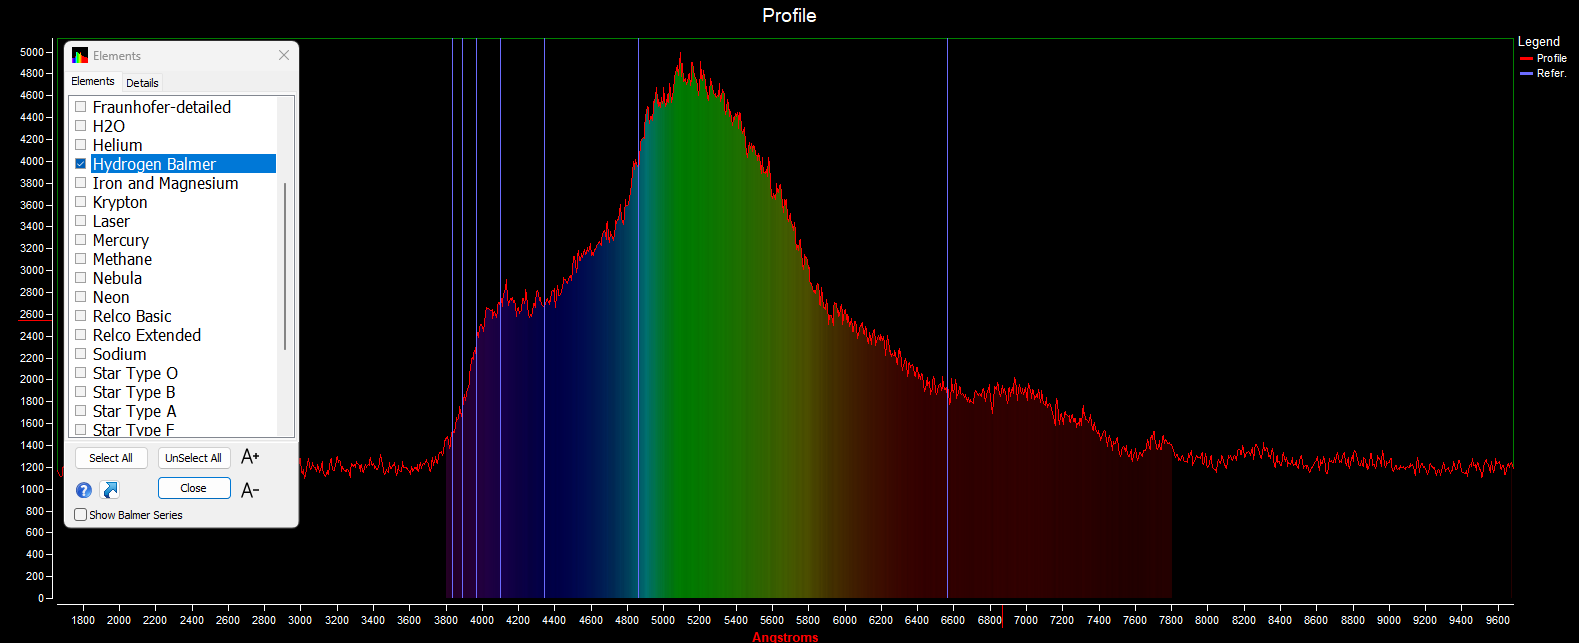 Profile
Elements
Elements Details
Fraunhofer-detailed
H2O
Helium
Hydrogen Balmer
Iron and Magnesium
Krypton
Laser
Mercury
Methane
Nebula
Neon
Relco Basic
Relco Extended
Sodium
Star Type O
Star Type B
Star Type A
Star Type F
Select All UnSelect All A+
? Close A-
Show Balmer Series
Legend
Profile
Refer.
5000
4800
4600
4400
4200
4000
3800
3600
3400
3200
3000
2800
2600
2400
2200
2000
1800
1600
1400
1200
1000
800
600
400
200
0
1800 2000 2200 2400 2600 2800 3000 3200 3400 3600 3800 4000 4200 4400 4600 4800 5000 5200 5400 5600 5800 6000 6200 6400 6600 6800 7000 7200 7400 7600 7800 8000 8200 8400 8600 8800 9000 9200 9400 9600
Angstroms